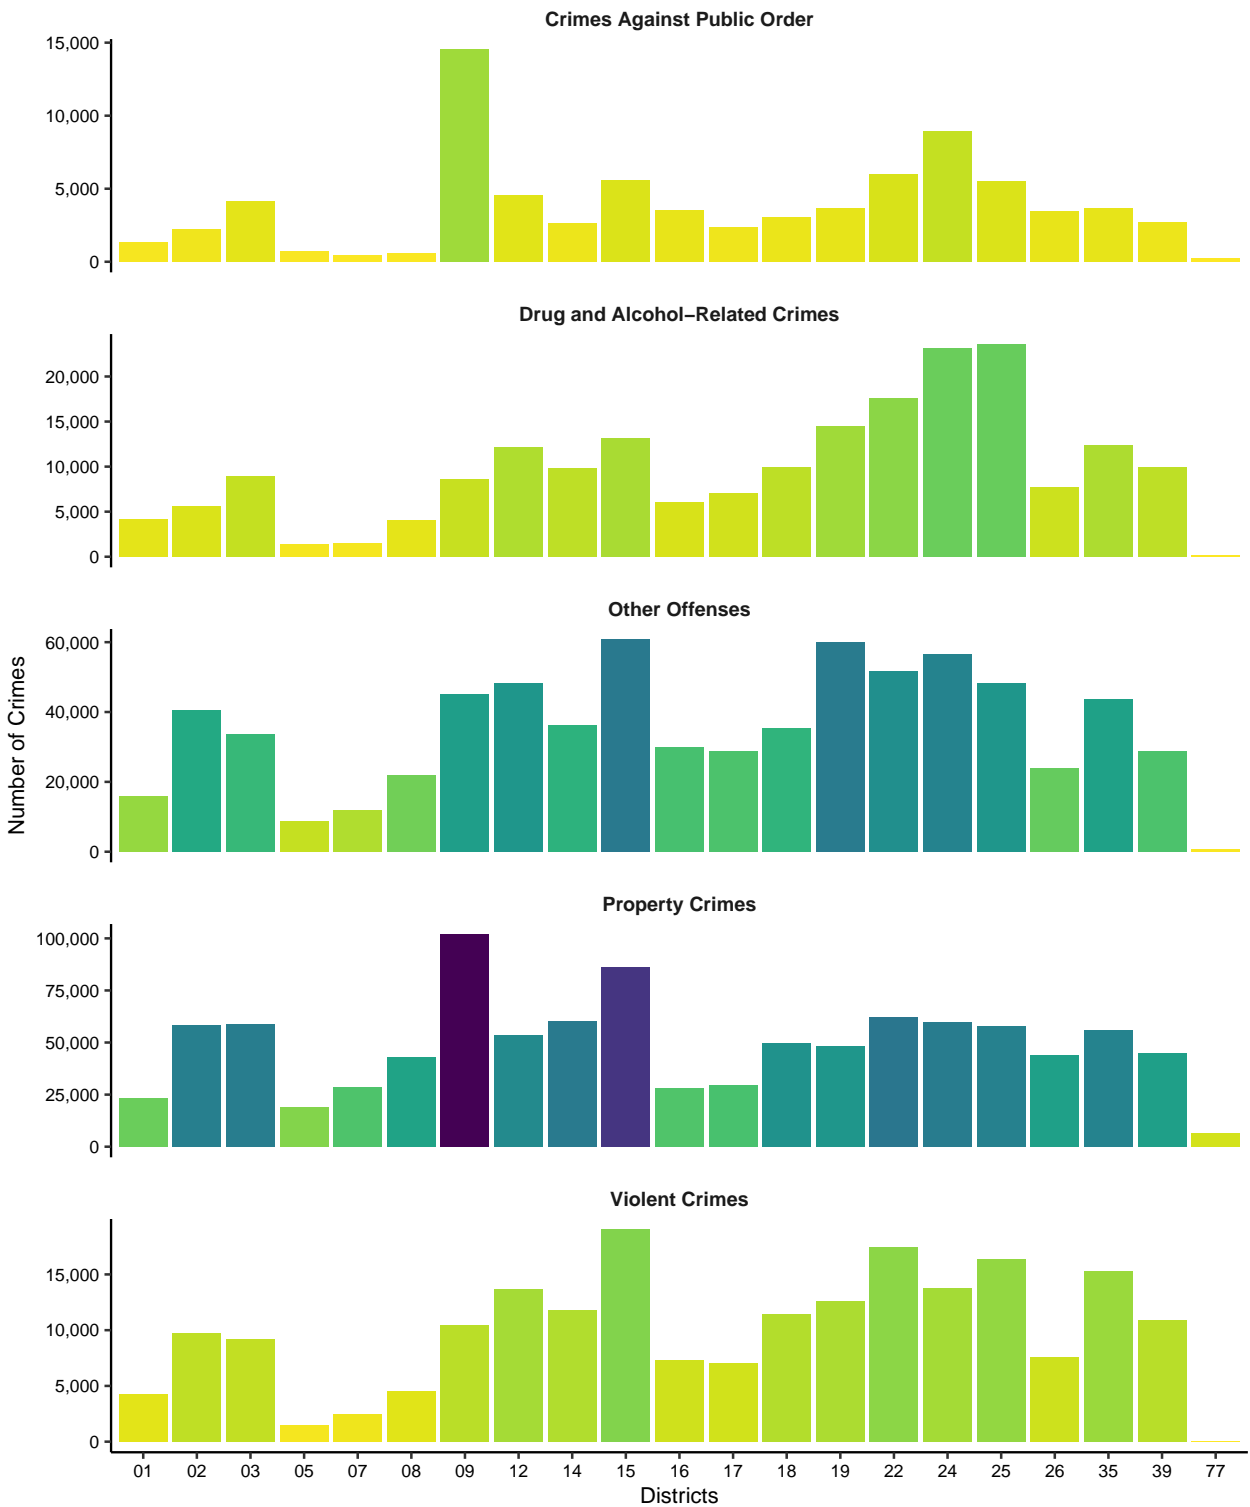 Crimes Against Public Order
15,000
10,000
5,000
0
Drug and Alcohol−Related Crimes
20,000
15,000
10,000
5,000
0
Other Offenses
60,000
40,000
20,000
0
Number of Crimes
Property Crimes
100,000
75,000
50,000
25,000
0
Violent Crimes
15,000
10,000
5,000
0
01 02 03 05 07 08 09 12 14 15 16 17 18 19 22 24 25 26 35 39 77
Districts